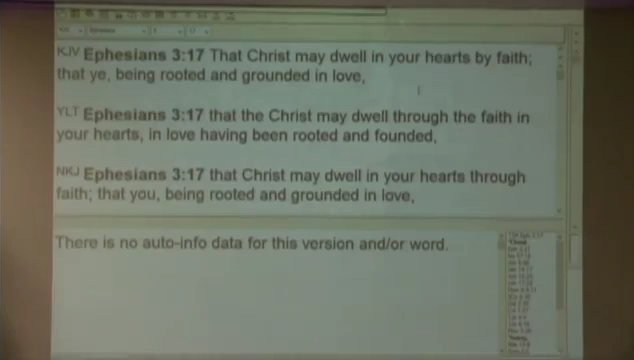 KJV Ephesians 3:17 That Christ may dwell in your hearts by faith;
that ye, being rooted and grounded in love,
YLT Ephesians 3:17 that the Christ may dwell through the faith in
your hearts, in love having been rooted and founded,
NKJ Ephesians 3:17 that Christ may dwell in your hearts through
faith; that you, being rooted and grounded in love,
There is no auto-info data for this version and/or word.